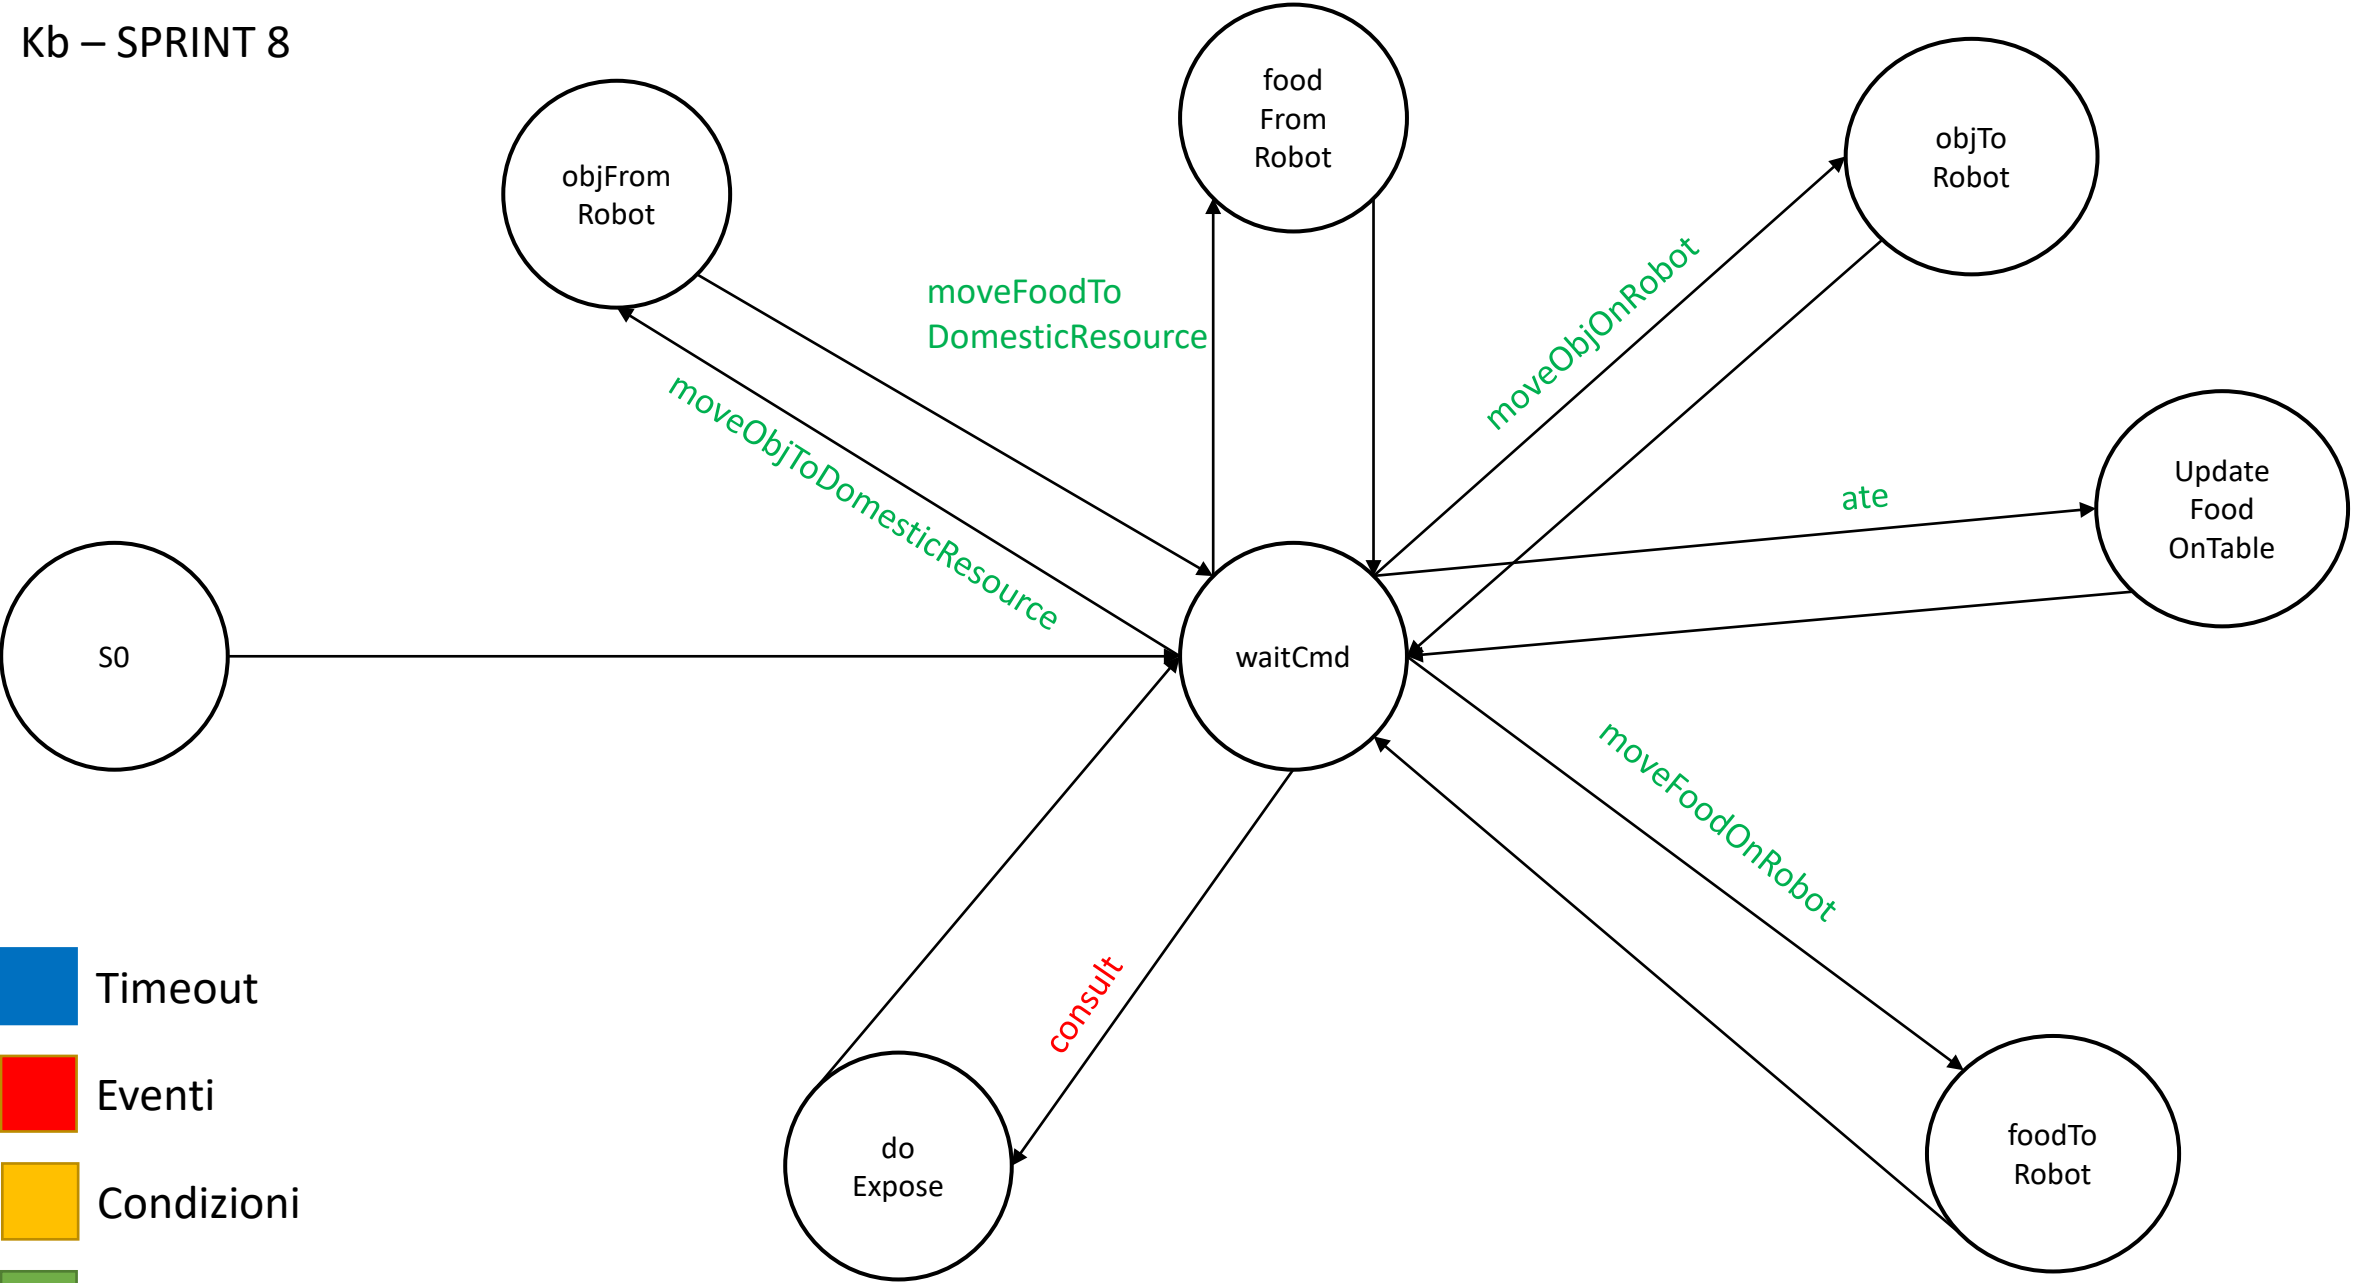 Kb – SPRINT 8
food
From
Robot
objTo
Robot
objFrom
Robot
moveFoodTo
DomesticResource
moveObjOnRobot
moveObjToDomesticResource
ate
Update
Food
OnTable
S0
waitCmd
moveFoodOnRobot
consult
do
Expose
foodTo
Robot
Timeout
Eventi
Condizioni